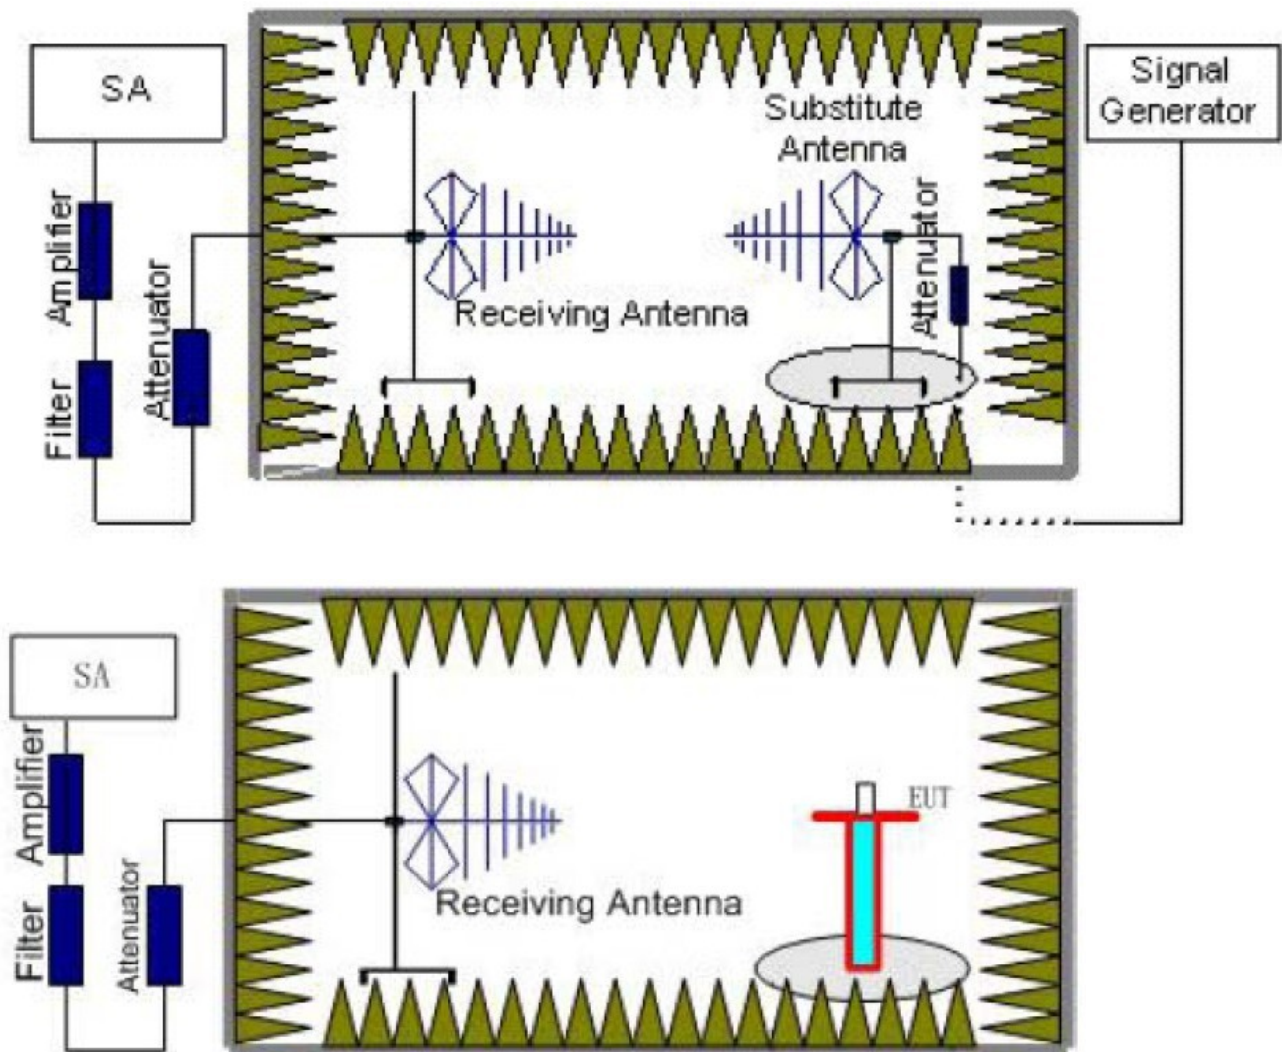 SA
Signal
Generator
Substitute
Antenna
Amplifier
Attenuator
Attenuator
Receiving Antenna
Filter
SA
Amplifier
EUT
Attenuator
Receiving Antenna
Filter